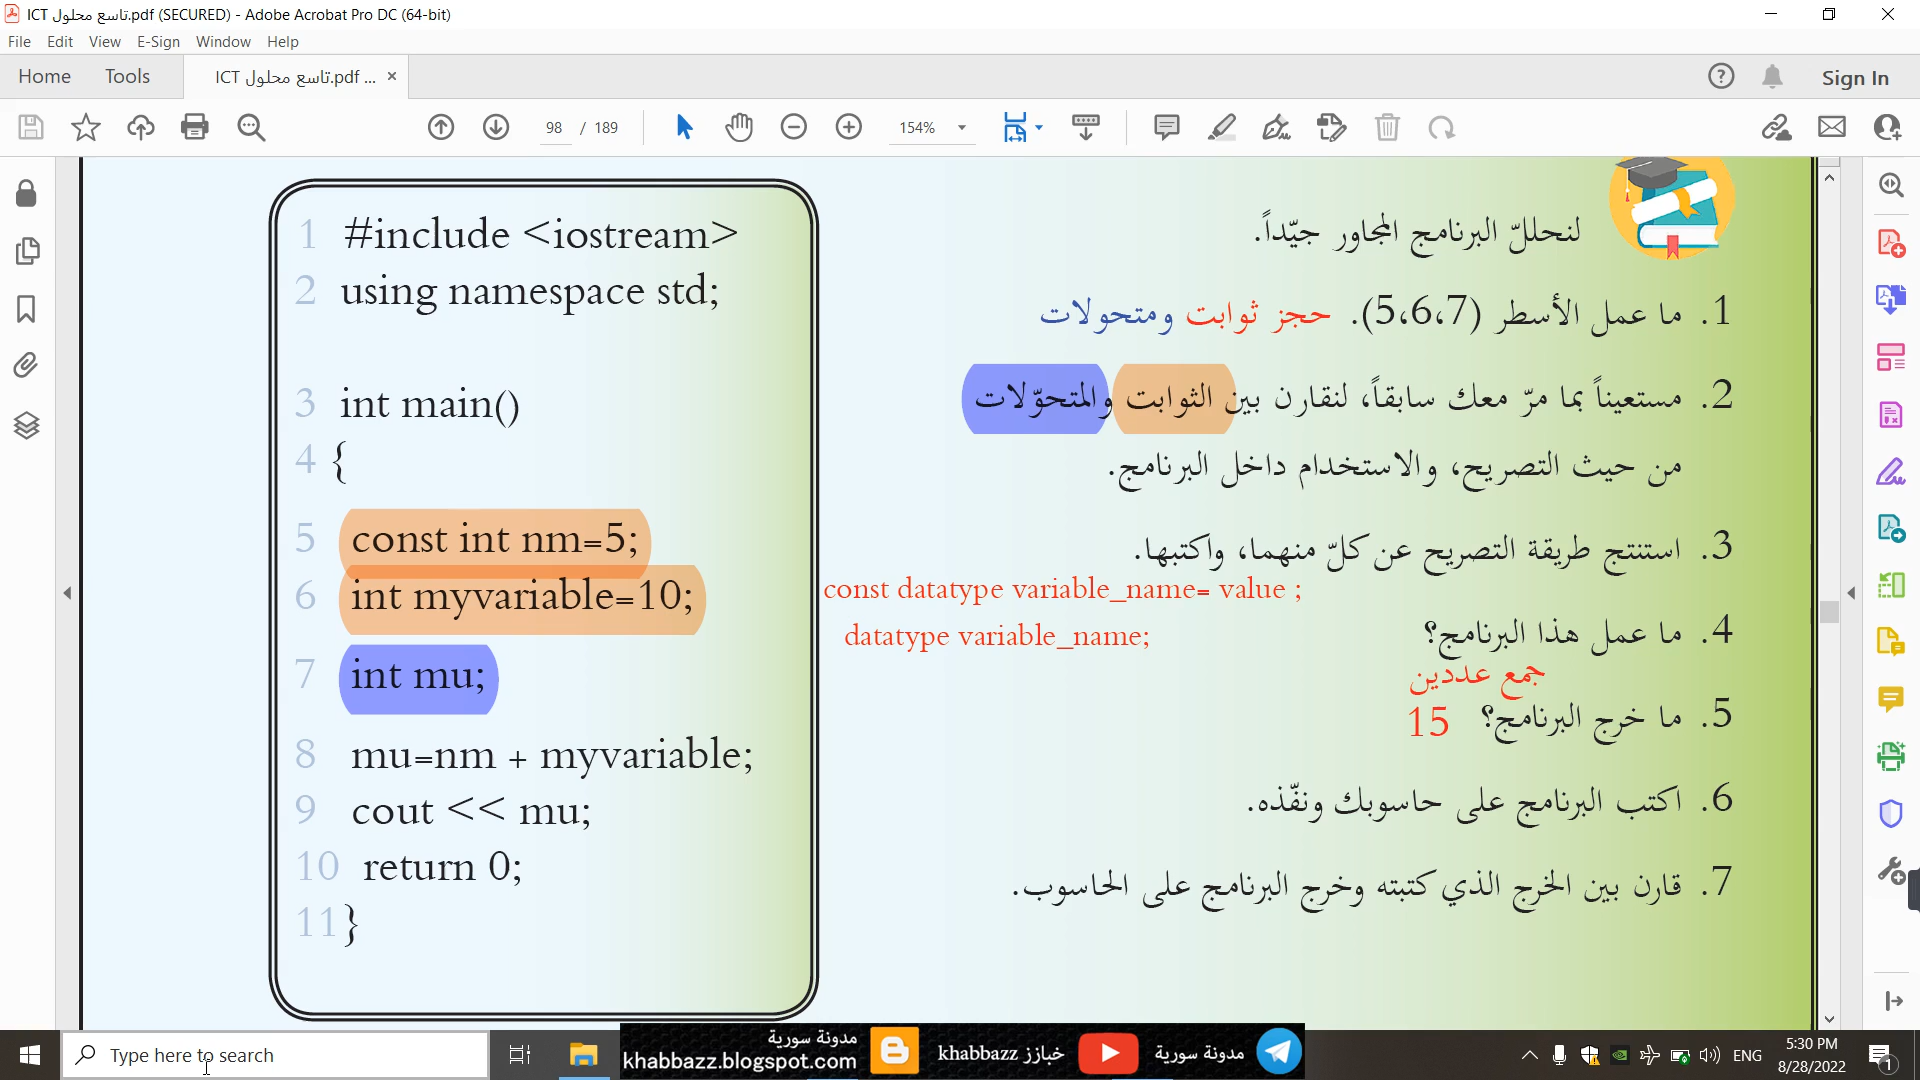 ICT تاسع محلول.pdf (SECURED) - Adobe Acrobat Pro DC (64-bit)
File Edit View E-Sign Window Help
Home Tools ICT تاسع محلول.pdf ... × Sign In
98 / 189 154%
1 #include <iostream>
2 using namespace std;
3 int main()
4 {
5 const int nm=5;
6 int myvariable=10;
7 int mu;
8 mu=nm + myvariable;
9 cout << mu;
10 return 0;
11 }
لنحللّ البرنامج المجاور جيّداً.
1. ما عمل الأسطر (5،6،7). حجز ثوابت ومتحولات
2. مستعيناً بما مرّ معك سابقاً، لنقارن بين الثوابت والمتحوّلات
من حيث التصريح، والاستخدام داخل البرنامج.
3. استنتج طريقة التصريح عن كلّ منهما، واكتبها.
const datatype variable_name= value ;
datatype variable_name;
4. ما عمل هذا البرنامج؟
جمع عددين
5. ما خرج البرنامج؟ 15
6. اكتب البرنامج على حاسوبك ونفّذه.
7. قارن بين الخرج الذي كتبته وخرج البرنامج على الحاسوب.
Type here to search
مدونة سورية
khabbazz.blogspot.com
khabbazz خبازز
مدونة سورية
ENG
5:30 PM
8/28/2022
1